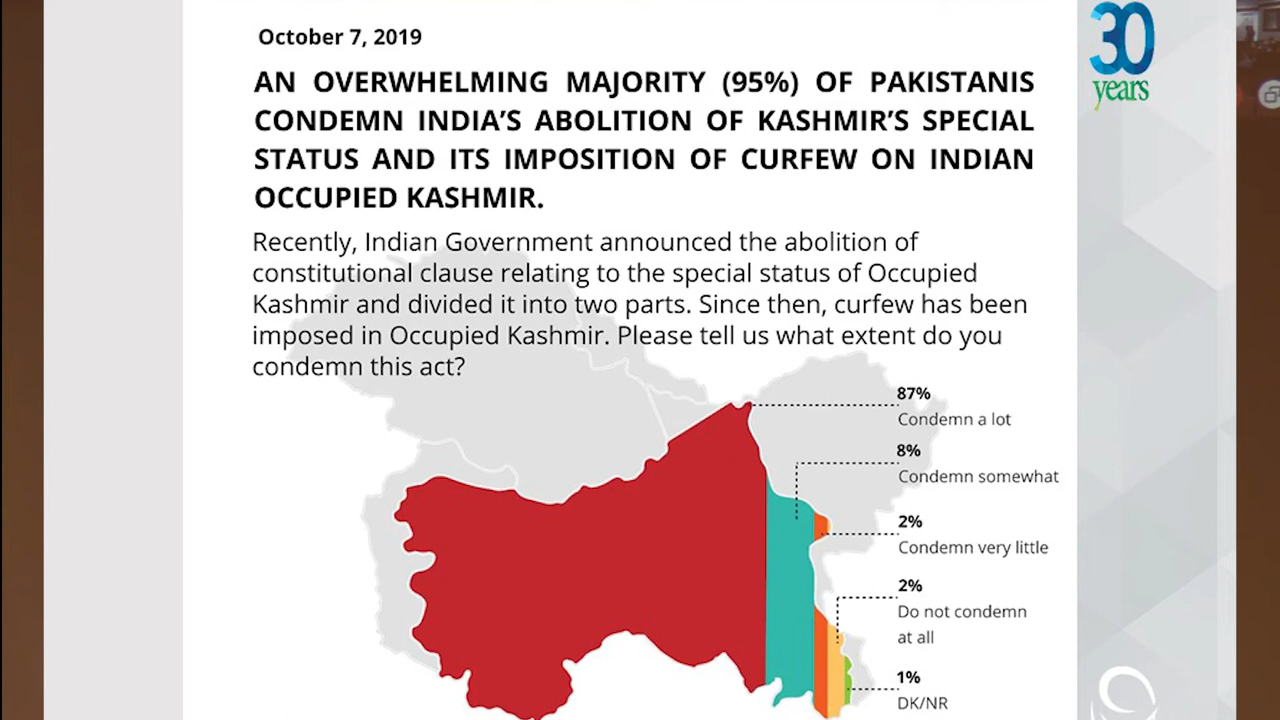 October 7, 2019
30
years
AN OVERWHELMING MAJORITY (95%) OF PAKISTANIS
CONDEMN INDIA'S ABOLITION OF KASHMIR'S SPECIAL
STATUS AND ITS IMPOSITION OF CURFEW ON INDIAN
OCCUPIED KASHMIR.
Recently, Indian Government announced the abolition of
constitutional clause relating to the special status of Occupied
Kashmir and divided it into two parts. Since then, curfew has been
imposed in Occupied Kashmir. Please tell us what extent do you
condemn this act?
87%
Condemn a lot
8%
Condemn somewhat
2%
Condemn very little
2%
Do not condemn
at all
1%
DK/NR